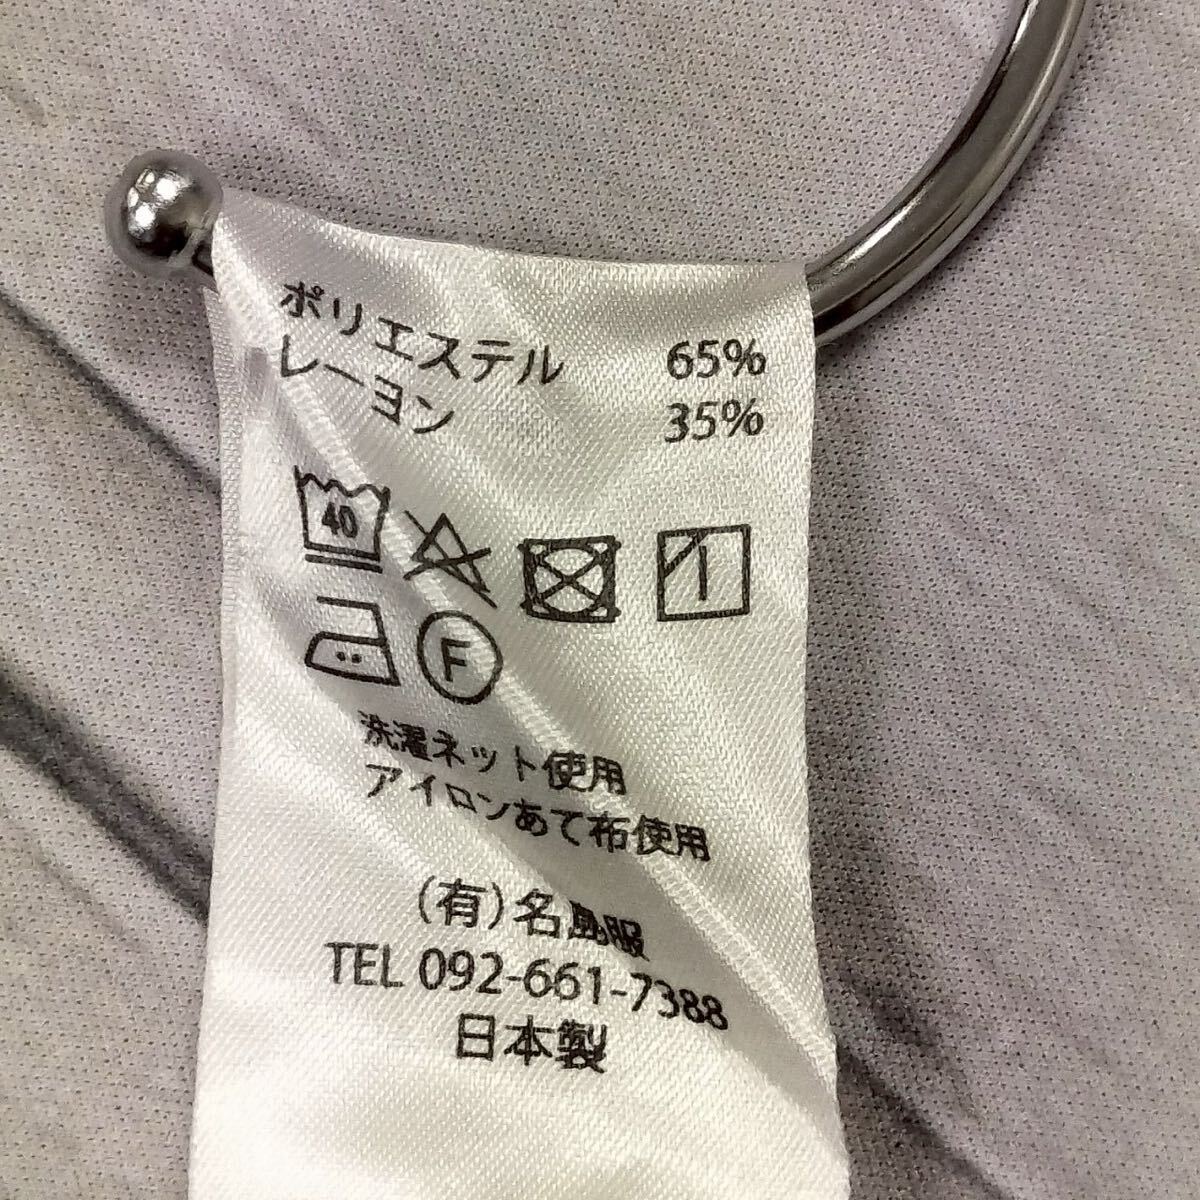 ポリエステル 65%
レーヨン 35%
40
F
洗濯ネット使用
アイロンあて布使用
(有)名島服
TEL 092-661-7388
日本製